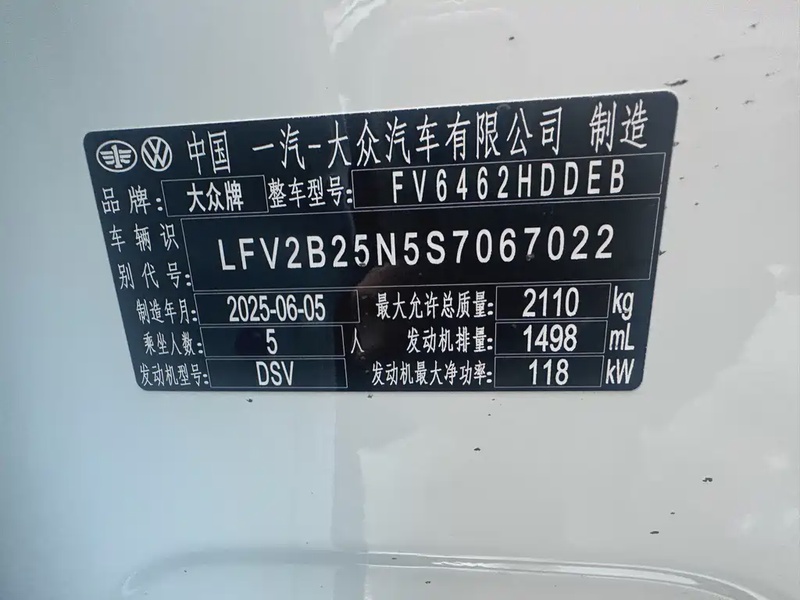 中国 一汽-大众汽车有限公司 制造
品牌: 大众牌 整车型号: FV6462HDDEB
车辆识别代号: LFV2B25N5S7067022
制造年月: 2025-06-05 最大允许总质量: 2110 kg
乘坐人数: 5 人 发动机排量: 1498 mL
发动机型号: DSV 发动机最大净功率: 118 kW